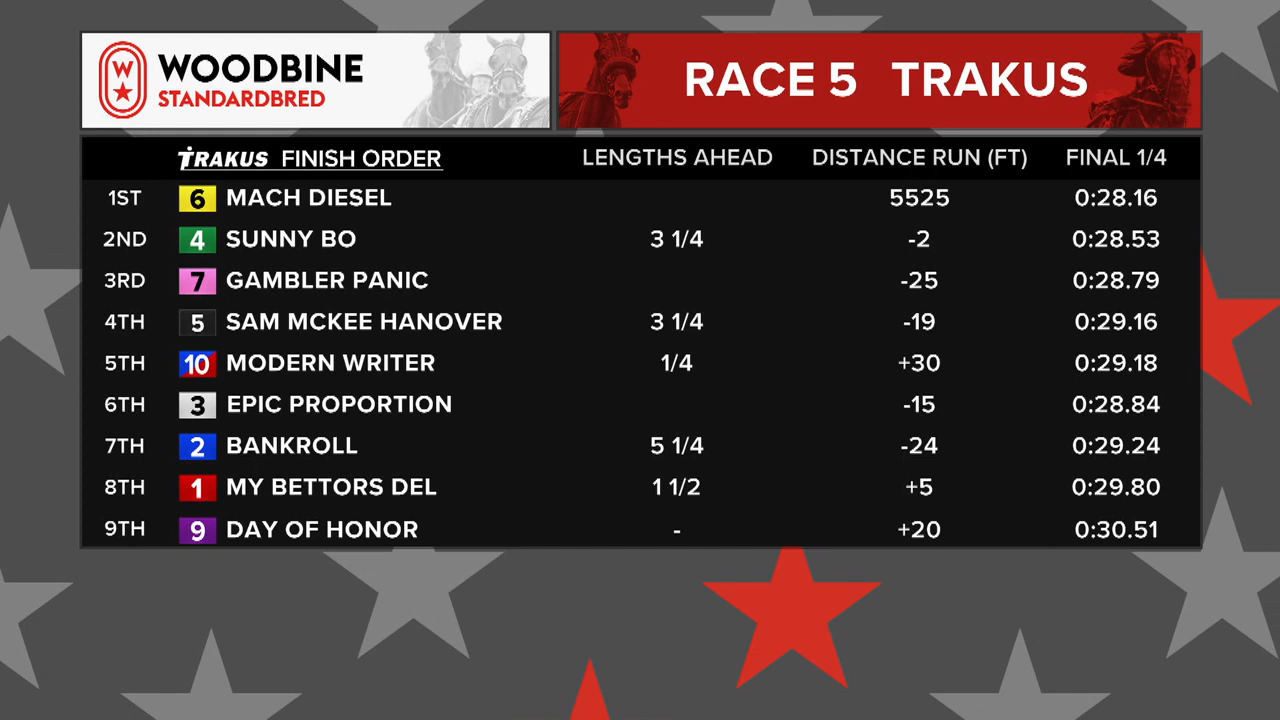 W
WOODBINE
STANDARDBRED
RACE 5 TRAKUS
TRAKUS FINISH ORDER LENGTHS AHEAD DISTANCE RUN (FT) FINAL 1/4
1ST 6 MACH DIESEL 5525 0:28.16
2ND 4 SUNNY BO 3 1/4 -2 0:28.53
3RD 7 GAMBLER PANIC -25 0:28.79
4TH 5 SAM MCKEE HANOVER 3 1/4 -19 0:29.16
5TH 10 MODERN WRITER 1/4 +30 0:29.18
6TH 3 EPIC PROPORTION -15 0:28.84
7TH 2 BANKROLL 5 1/4 -24 0:29.24
8TH 1 MY BETTORS DEL 1 1/2 +5 0:29.80
9TH 9 DAY OF HONOR - +20 0:30.51